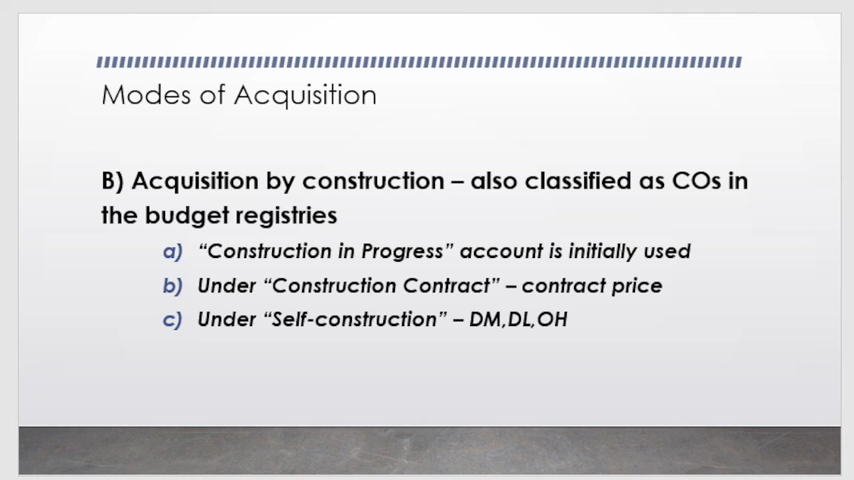 Modes of Acquisition
B) Acquisition by construction – also classified as COs in
the budget registries
a) “Construction in Progress” account is initially used
b) Under “Construction Contract” – contract price
c) Under “Self-construction” – DM,DL,OH